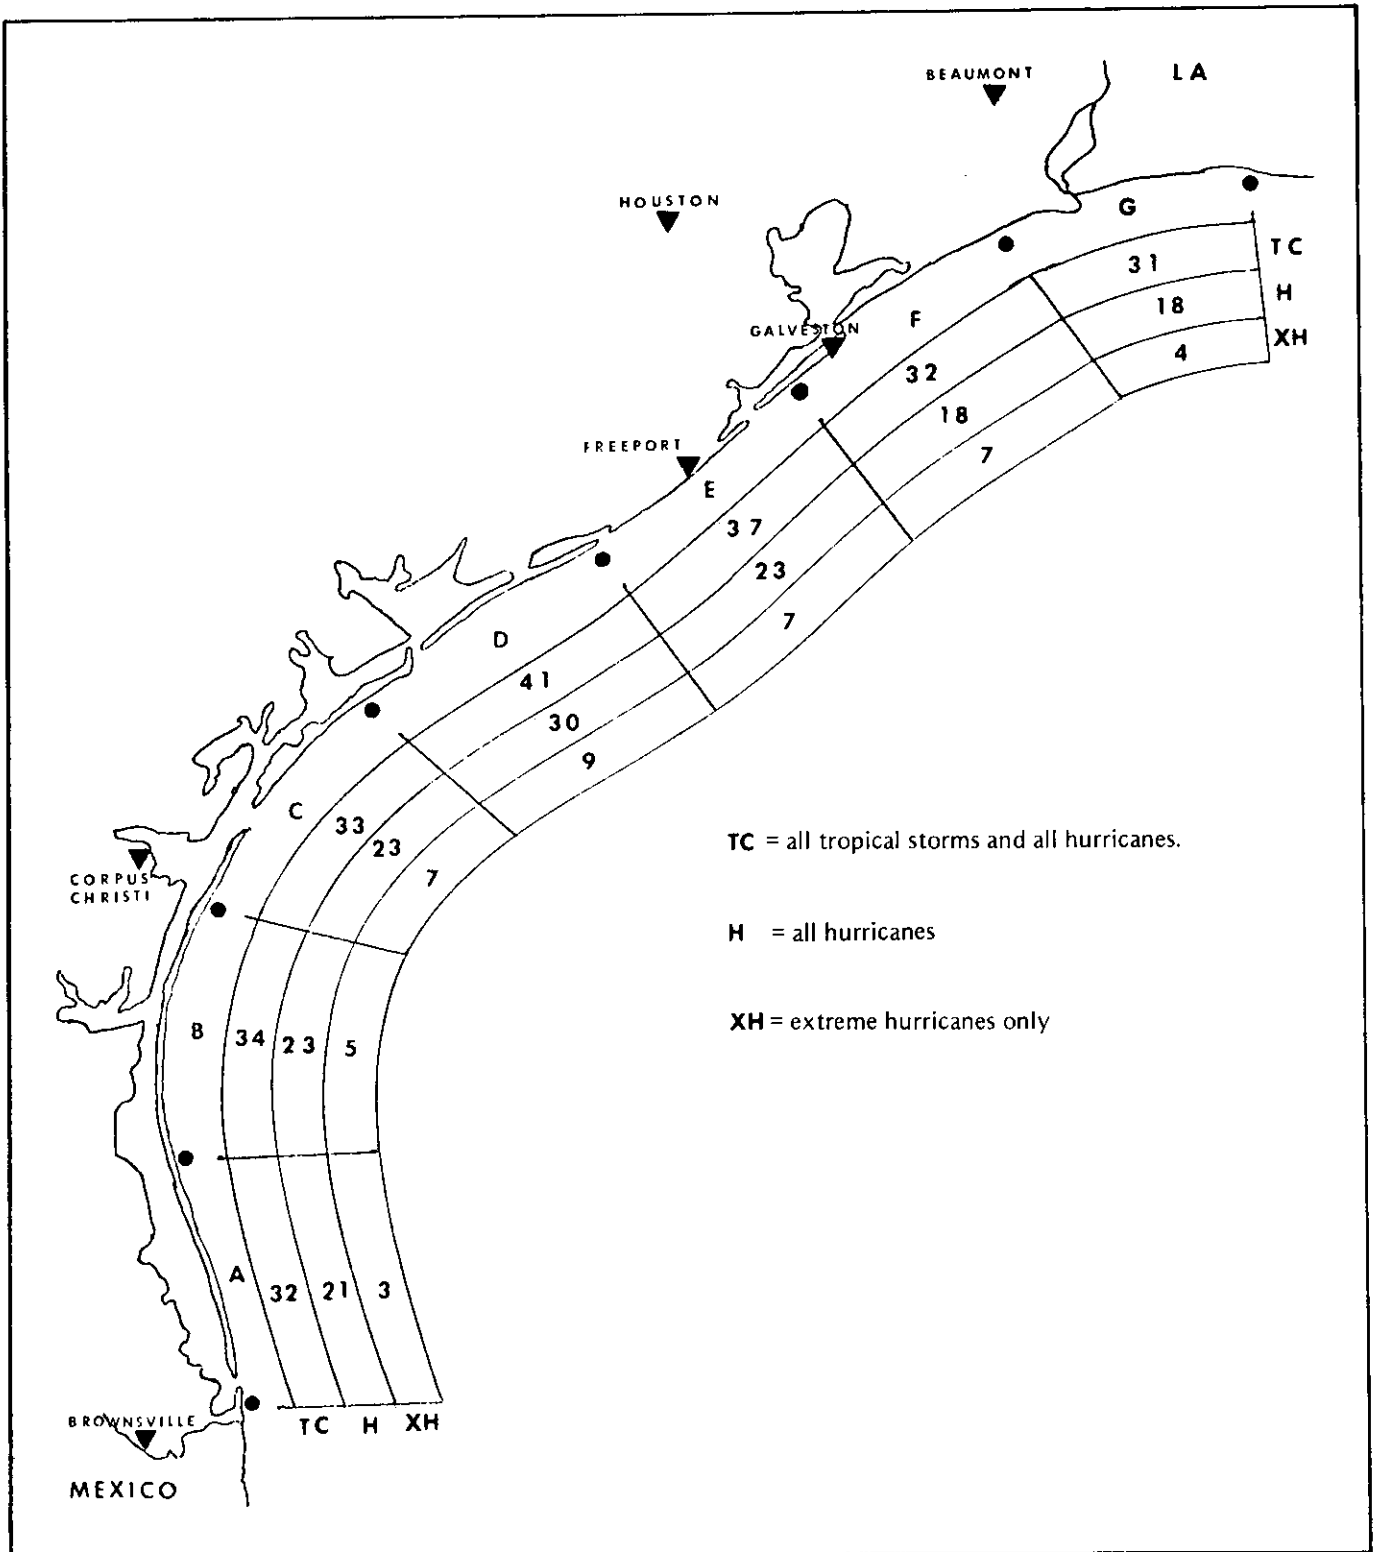 BEAUMONT
LA
HOUSTON
G
TC
31
H
18
XH
4
GALVESTON
F
32
18
7
FREEPORT
E
37
23
7
D
41
30
9
C
33
23
7
CORPUS
CHRISTI
TC = all tropical storms and all hurricanes.
H = all hurricanes
XH = extreme hurricanes only
B
34
23
5
A
32
21
3
TC H XH
BROWNSVILLE
MEXICO